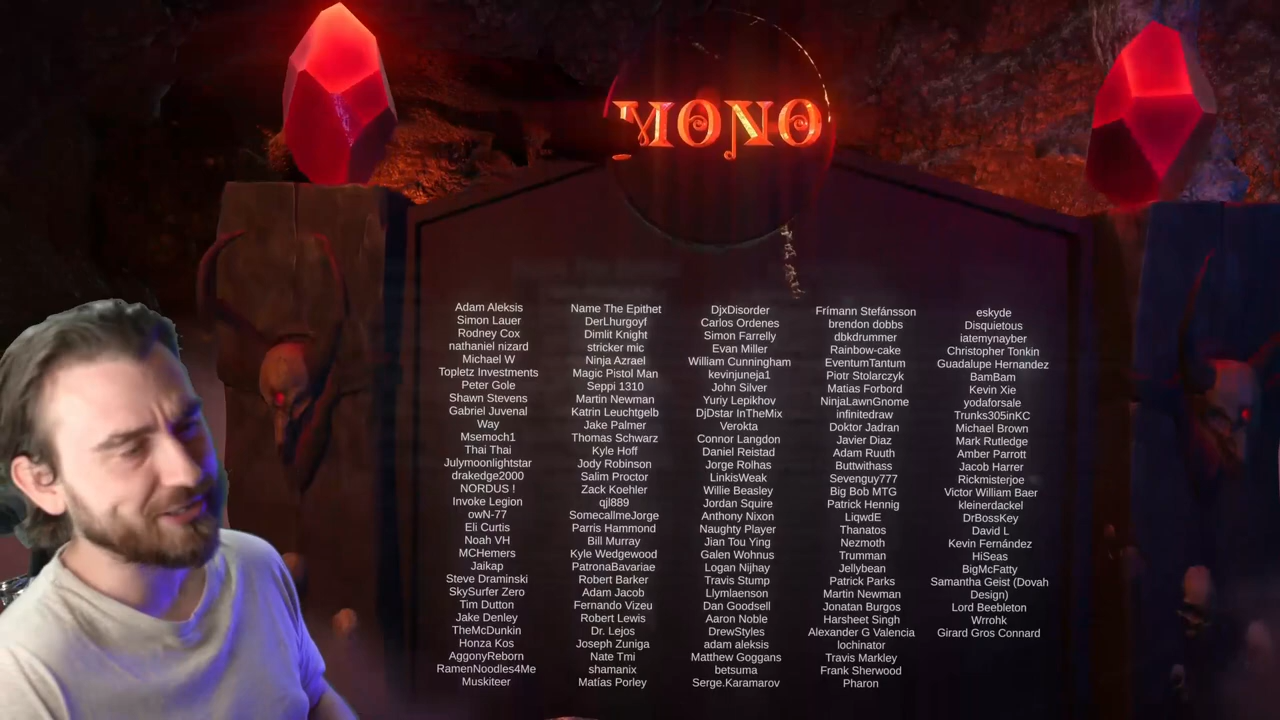 MONO
Adam Aleksis
Simon Lauer
Rodney Cox
nathaniel nizard
Michael W
Topletz Investments
Peter Gole
Shawn Stevens
Gabriel Juvenal
Way
Msemoch1
Thai Thai
Julymoonlightstar
drakedge2000
NORDUS !
Invoke Legion
owN-77
Eli Curtis
Noah VH
MCHemers
Jaikap
Steve Draminski
SkySurfer Zero
Tim Dutton
Jake Denley
TheMcDunkin
Honza Kos
AggonyReborn
RamenNoodles4Me
Muskiteer
Name The Epithet
DerLhurgoyf
Dimlit Knight
stricker mic
Ninja Azrael
Magic Pistol Man
Seppi 1310
Martin Newman
Katrin Leuchtgelb
Jake Palmer
Thomas Schwarz
Kyle Hoff
Jody Robinson
Salim Proctor
Zack Koehler
qjl889
SomecallmeJorge
Parris Hammond
Bill Murray
Kyle Wedgewood
PatronaBavariae
Robert Barker
Adam Jacob
Fernando Vizeu
Robert Lewis
Dr. Lejos
Joseph Zuniga
Nate Tmi
shamanix
Matías Porley
DjxDisorder
Carlos Ordenes
Simon Farrelly
Evan Miller
William Cunningham
kevinjuneja1
John Silver
Yuriy Lepikhov
DjDstar InTheMix
Verokta
Connor Langdon
Daniel Reistad
Jorge Rolhas
LinkisWeak
Willie Beasley
Jordan Squire
Anthony Nixon
Naughty Player
Jian Tou Ying
Galen Wohnus
Logan Nijhay
Travis Stump
Llymlaenson
Dan Goodsell
Aaron Noble
DrewStyles
adam aleksis
Matthew Goggans
betsuma
Serge.Karamarov
Frímann Stefánsson
brendon dobbs
dbkdrummer
Rainbow-cake
EventumTantum
Piotr Stolarczyk
Matias Forbord
NinjaLawnGnome
infinitedraw
Doktor Jadran
Javier Diaz
Adam Ruuth
Buttwithass
Sevenguy777
Big Bob MTG
Patrick Hennig
LiqwdE
Thanatos
Nezmoth
Trumman
Jellybean
Patrick Parks
Martin Newman
Jonatan Burgos
Harsheet Singh
Alexander G Valencia
lochinator
Travis Markley
Frank Sherwood
Pharon
eskyde
Disquietous
iatemynayber
Christopher Tonkin
Guadalupe Hernandez
BamBam
Kevin Xie
yodaforsale
Trunks305inKC
Michael Brown
Mark Rutledge
Amber Parrott
Jacob Harrer
Rickmisterjoe
Victor William Baer
kleinerdackel
DrBossKey
David L
Kevin Fernández
HiSeas
BigMcFatty
Samantha Geist (Dovah
Design)
Lord Beebleton
Wrrohk
Girard Gros Connard